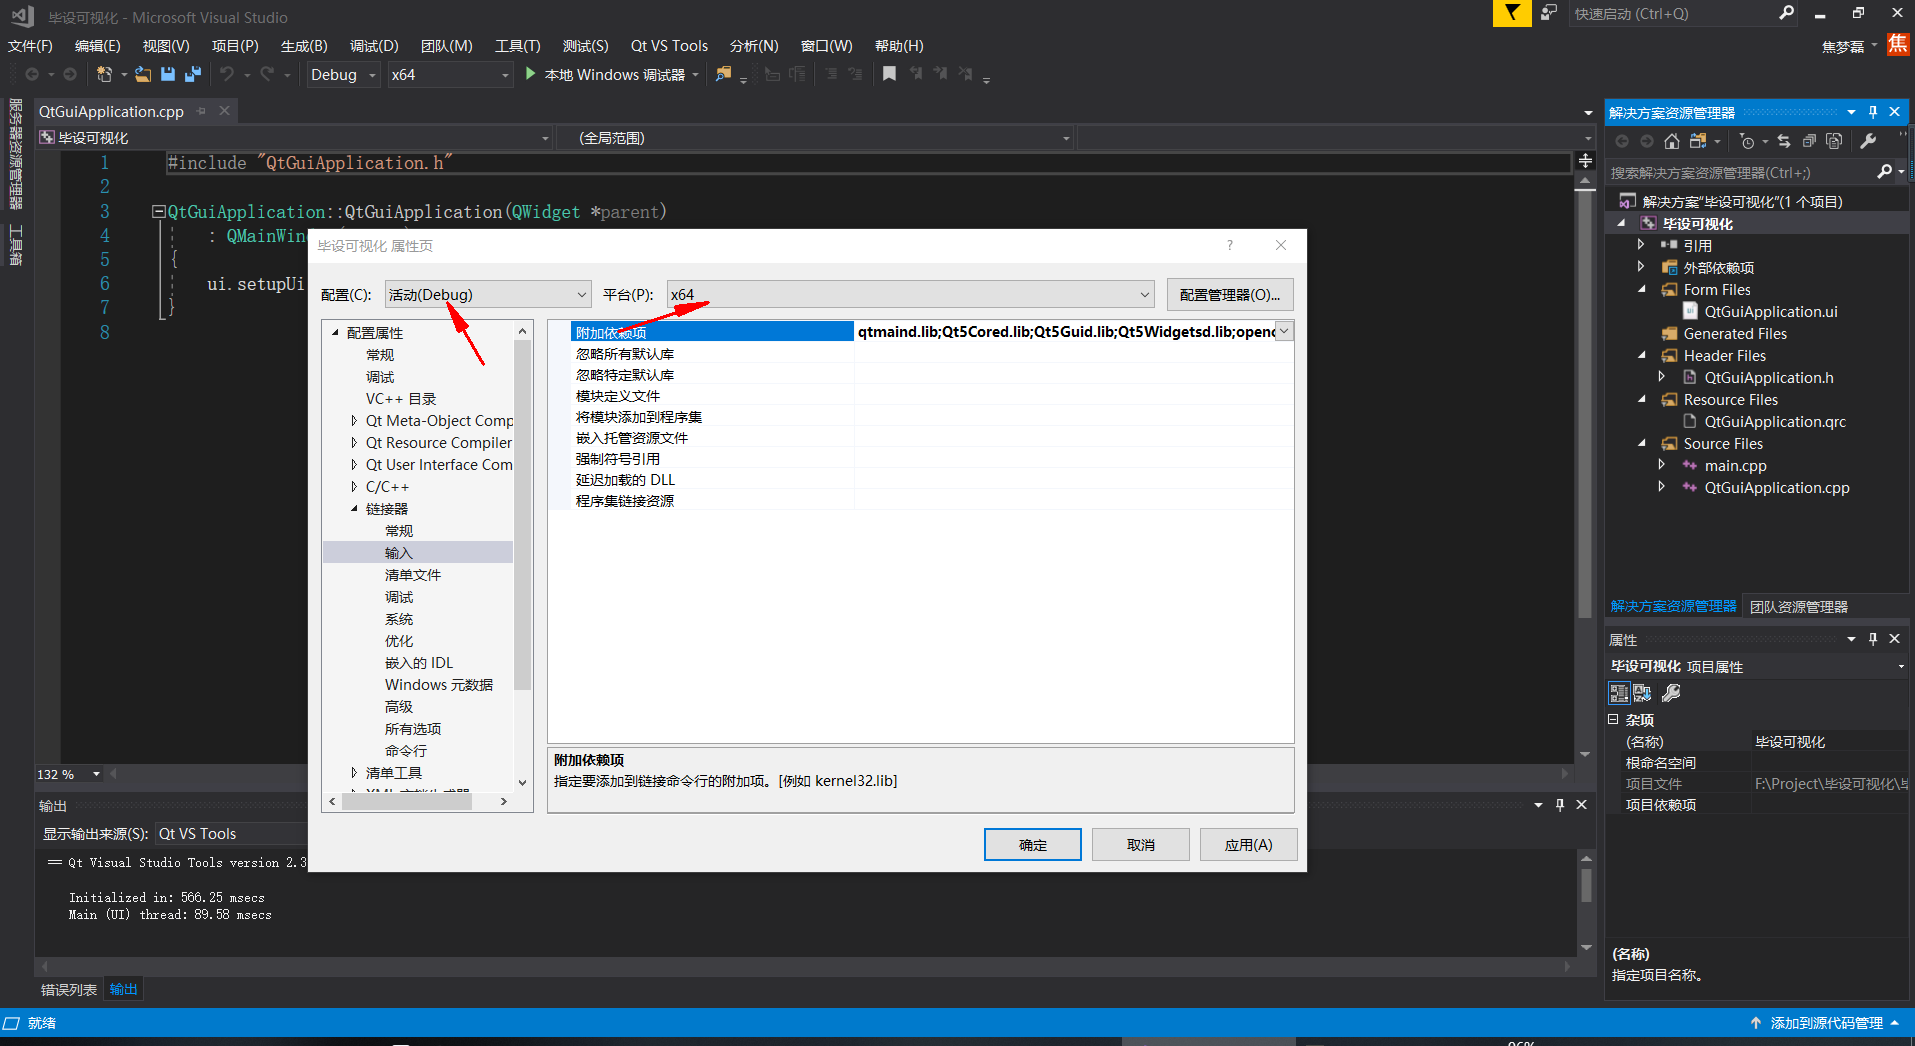 毕设可视化 - Microsoft Visual Studio
快速启动 (Ctrl+Q)
文件(F) 编辑(E) 视图(V) 项目(P) 生成(B) 调试(D) 团队(M) 工具(T) 测试(S) Qt VS Tools 分析(N) 窗口(W) 帮助(H)
焦梦磊 焦
Debug x64 本地 Windows 调试器
服务器资源管理器
工具箱
QtGuiApplication.cpp
毕设可视化 (全局范围)
1 #include "QtGuiApplication.h"
2
3 QtGuiApplication::QtGuiApplication(QWidget *parent)
4 : QMainWin
5 {
6 ui.setupUi
7 }
8
132 %
毕设可视化 属性页
?
配置(C): 活动(Debug) 平台(P): x64 配置管理器(O)...
配置属性
常规
调试
VC++ 目录
Qt Meta-Object Comp
Qt Resource Compiler
Qt User Interface Com
C/C++
链接器
常规
输入
清单文件
调试
系统
优化
嵌入的 IDL
Windows 元数据
高级
所有选项
命令行
清单工具
附加依赖项 qtmaind.lib;Qt5Cored.lib;Qt5Guid.lib;Qt5Widgetsd.lib;openc
忽略所有默认库
忽略特定默认库
模块定义文件
将模块添加到程序集
嵌入托管资源文件
强制符号引用
延迟加载的 DLL
程序集链接资源
附加依赖项
指定要添加到链接命令行的附加项。[例如 kernel32.lib]
确定 取消 应用(A)
输出
显示输出来源(S): Qt VS Tools
== Qt Visual Studio Tools version 2.3
Initialized in: 566.25 msecs
Main (UI) thread: 89.58 msecs
错误列表 输出
解决方案资源管理器
搜索解决方案资源管理器(Ctrl+;)
解决方案"毕设可视化"(1 个项目)
毕设可视化
引用
外部依赖项
Form Files
QtGuiApplication.ui
Generated Files
Header Files
QtGuiApplication.h
Resource Files
QtGuiApplication.qrc
Source Files
main.cpp
QtGuiApplication.cpp
解决方案资源管理器 团队资源管理器
属性
毕设可视化 项目属性
杂项
(名称) 毕设可视化
根命名空间
项目文件 F:\Project\毕设可视化\毕
项目依赖项
(名称)
指定项目名称。
就绪
添加到源代码管理